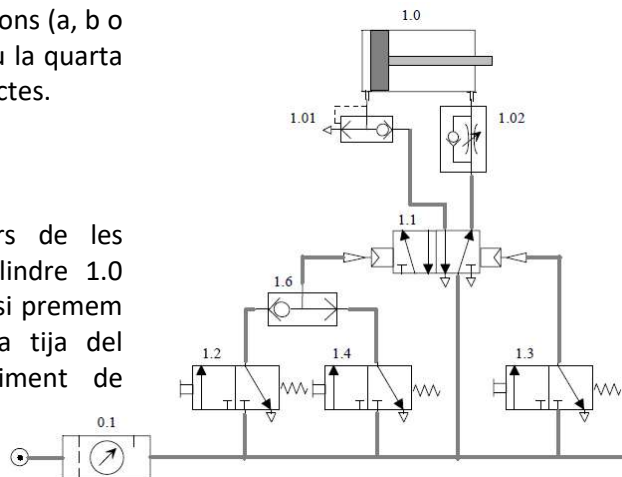 ons (a, b o
u la quarta
ctes.
rs de les
lindre 1.0
si premem
a tija del
iment de
1.0
1.01
1.02
1.1
1.6
1.2
1.4
1.3
0.1